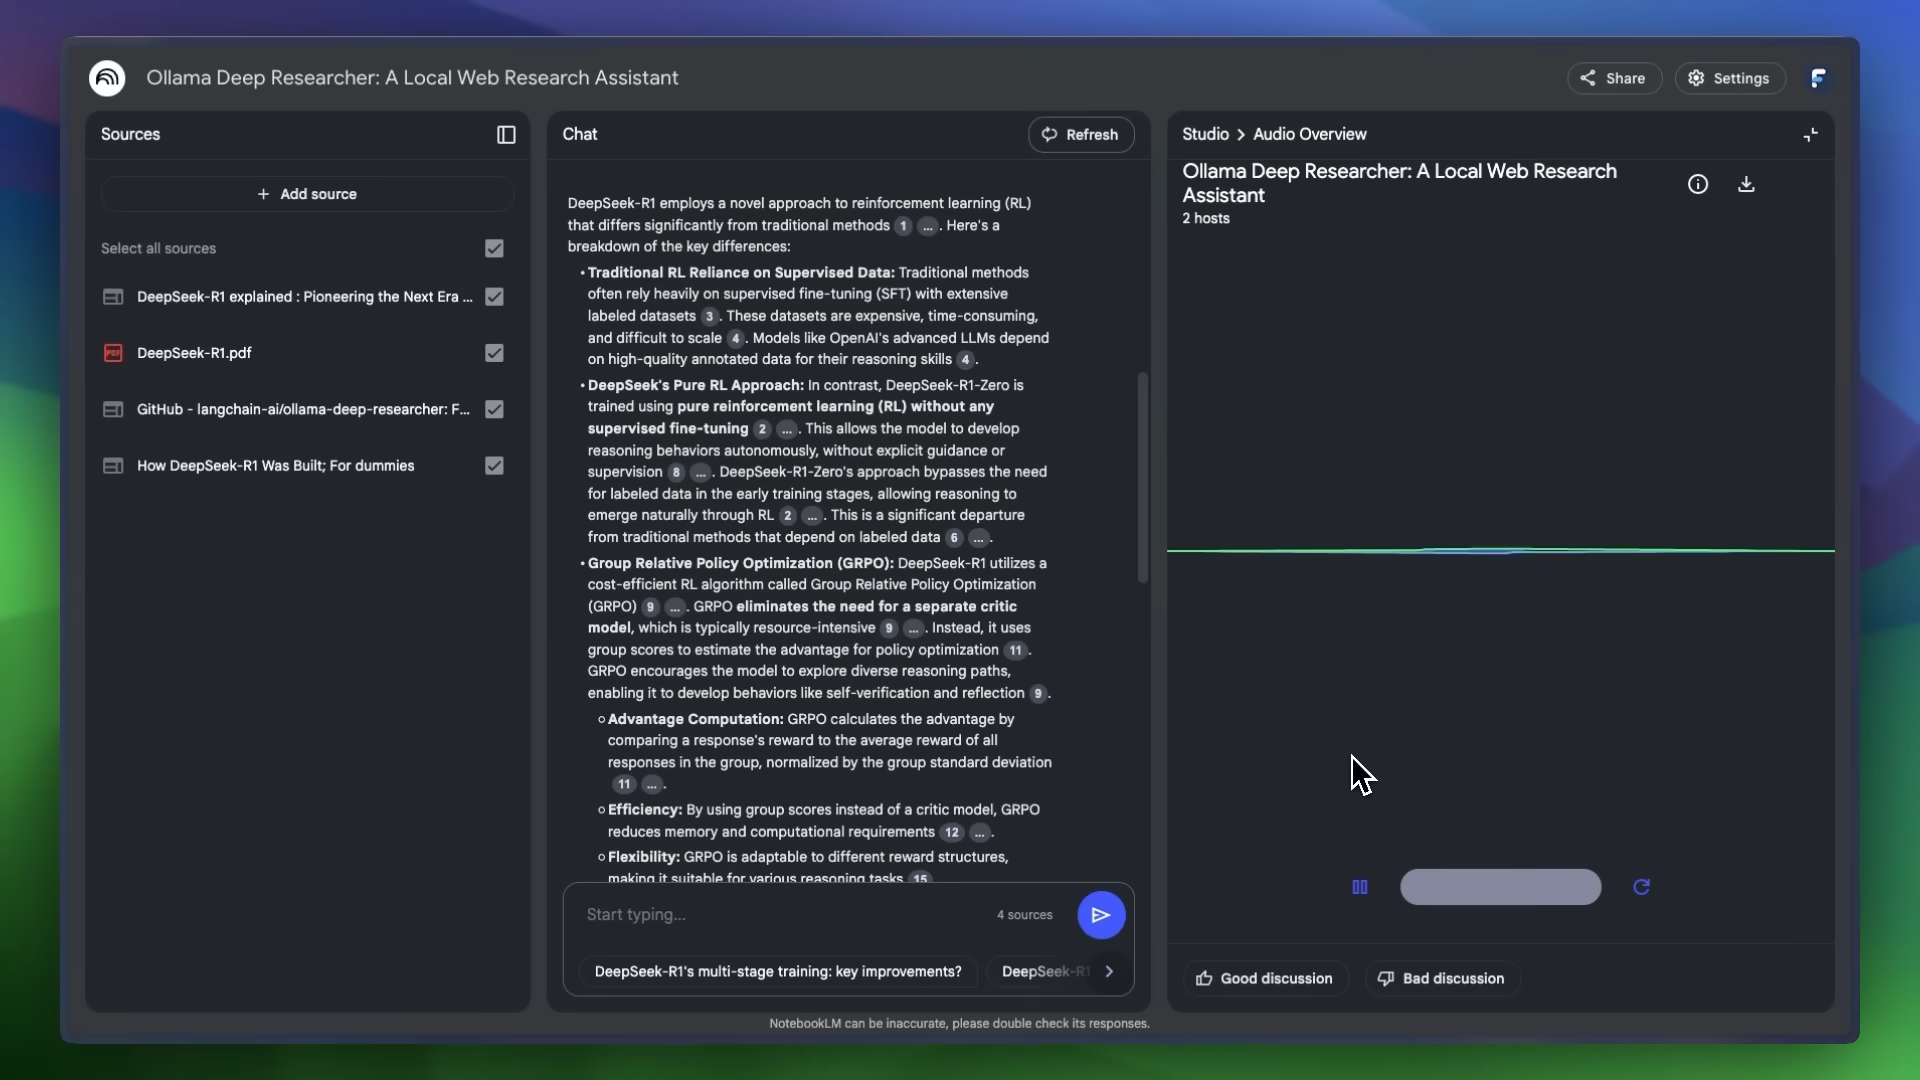 Ollama Deep Researcher: A Local Web Research Assistant
Share
Settings
Sources
Add source
Select all sources
DeepSeek-R1 explained : Pioneering the Next Era ...
PDF
DeepSeek-R1.pdf
GitHub - langchain-ai/ollama-deep-researcher: F...
How DeepSeek-R1 Was Built; For dummies
Chat
Refresh
DeepSeek-R1 employs a novel approach to reinforcement learning (RL)
that differs significantly from traditional methods 1 ... . Here's a
breakdown of the key differences:
• Traditional RL Reliance on Supervised Data: Traditional methods
often rely heavily on supervised fine-tuning (SFT) with extensive
labeled datasets 3 . These datasets are expensive, time-consuming,
and difficult to scale 4 . Models like OpenAI's advanced LLMs depend
on high-quality annotated data for their reasoning skills 4 .
• DeepSeek's Pure RL Approach: In contrast, DeepSeek-R1-Zero is
trained using pure reinforcement learning (RL) without any
supervised fine-tuning 2 ... . This allows the model to develop
reasoning behaviors autonomously, without explicit guidance or
supervision 8 ... . DeepSeek-R1-Zero's approach bypasses the need
for labeled data in the early training stages, allowing reasoning to
emerge naturally through RL 2 ... . This is a significant departure
from traditional methods that depend on labeled data 6 ... .
• Group Relative Policy Optimization (GRPO): DeepSeek-R1 utilizes a
cost-efficient RL algorithm called Group Relative Policy Optimization
(GRPO) 9 ... . GRPO eliminates the need for a separate critic
model, which is typically resource-intensive 9 ... . Instead, it uses
group scores to estimate the advantage for policy optimization 11 .
GRPO encourages the model to explore diverse reasoning paths,
enabling it to develop behaviors like self-verification and reflection 9 .
○ Advantage Computation: GRPO calculates the advantage by
comparing a response's reward to the average reward of all
responses in the group, normalized by the group standard deviation
11 ... .
○ Efficiency: By using group scores instead of a critic model, GRPO
reduces memory and computational requirements 12 ... .
○ Flexibility: GRPO is adaptable to different reward structures,
making it suitable for various reasoning tasks 15
Start typing...
4 sources
DeepSeek-R1's multi-stage training: key improvements?
DeepSeek-R1
Studio > Audio Overview
Ollama Deep Researcher: A Local Web Research
Assistant
2 hosts
Good discussion
Bad discussion
NotebookLM can be inaccurate, please double check its responses.